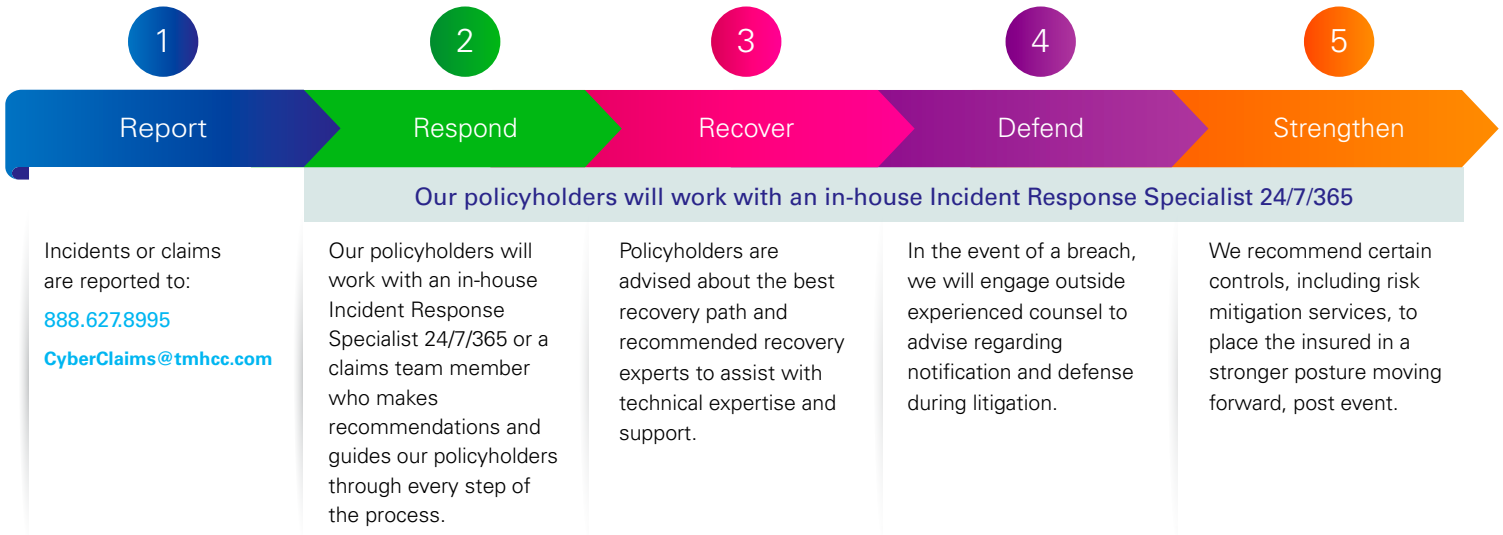 1
2
3
4
5
Report
Respond
Recover
Defend
Strengthen
Our policyholders will work with an in-house Incident Response Specialist 24/7/365
Incidents or claims
are reported to:
888.627.8995
CyberClaims@tmhcc.com
Our policyholders will
work with an in-house
Incident Response
Specialist 24/7/365 or a
claims team member
who makes
recommendations and
guides our policyholders
through every step of
the process.
Policyholders are
advised about the best
recovery path and
recommended recovery
experts to assist with
technical expertise and
support.
In the event of a breach,
we will engage outside
experienced counsel to
advise regarding
notification and defense
during litigation.
We recommend certain
controls, including risk
mitigation services, to
place the insured in a
stronger posture moving
forward, post event.